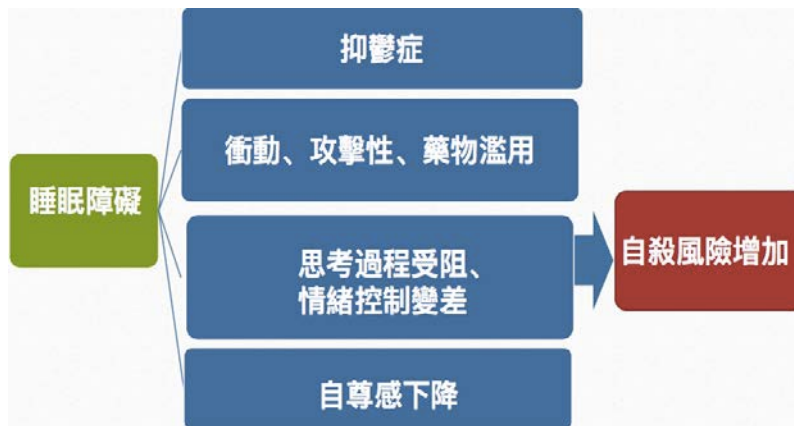 抑鬱症
衝動、攻擊性、藥物濫用
睡眠障礙
思考過程受阻、
情緒控制變差
自殺風險增加
自尊感下降